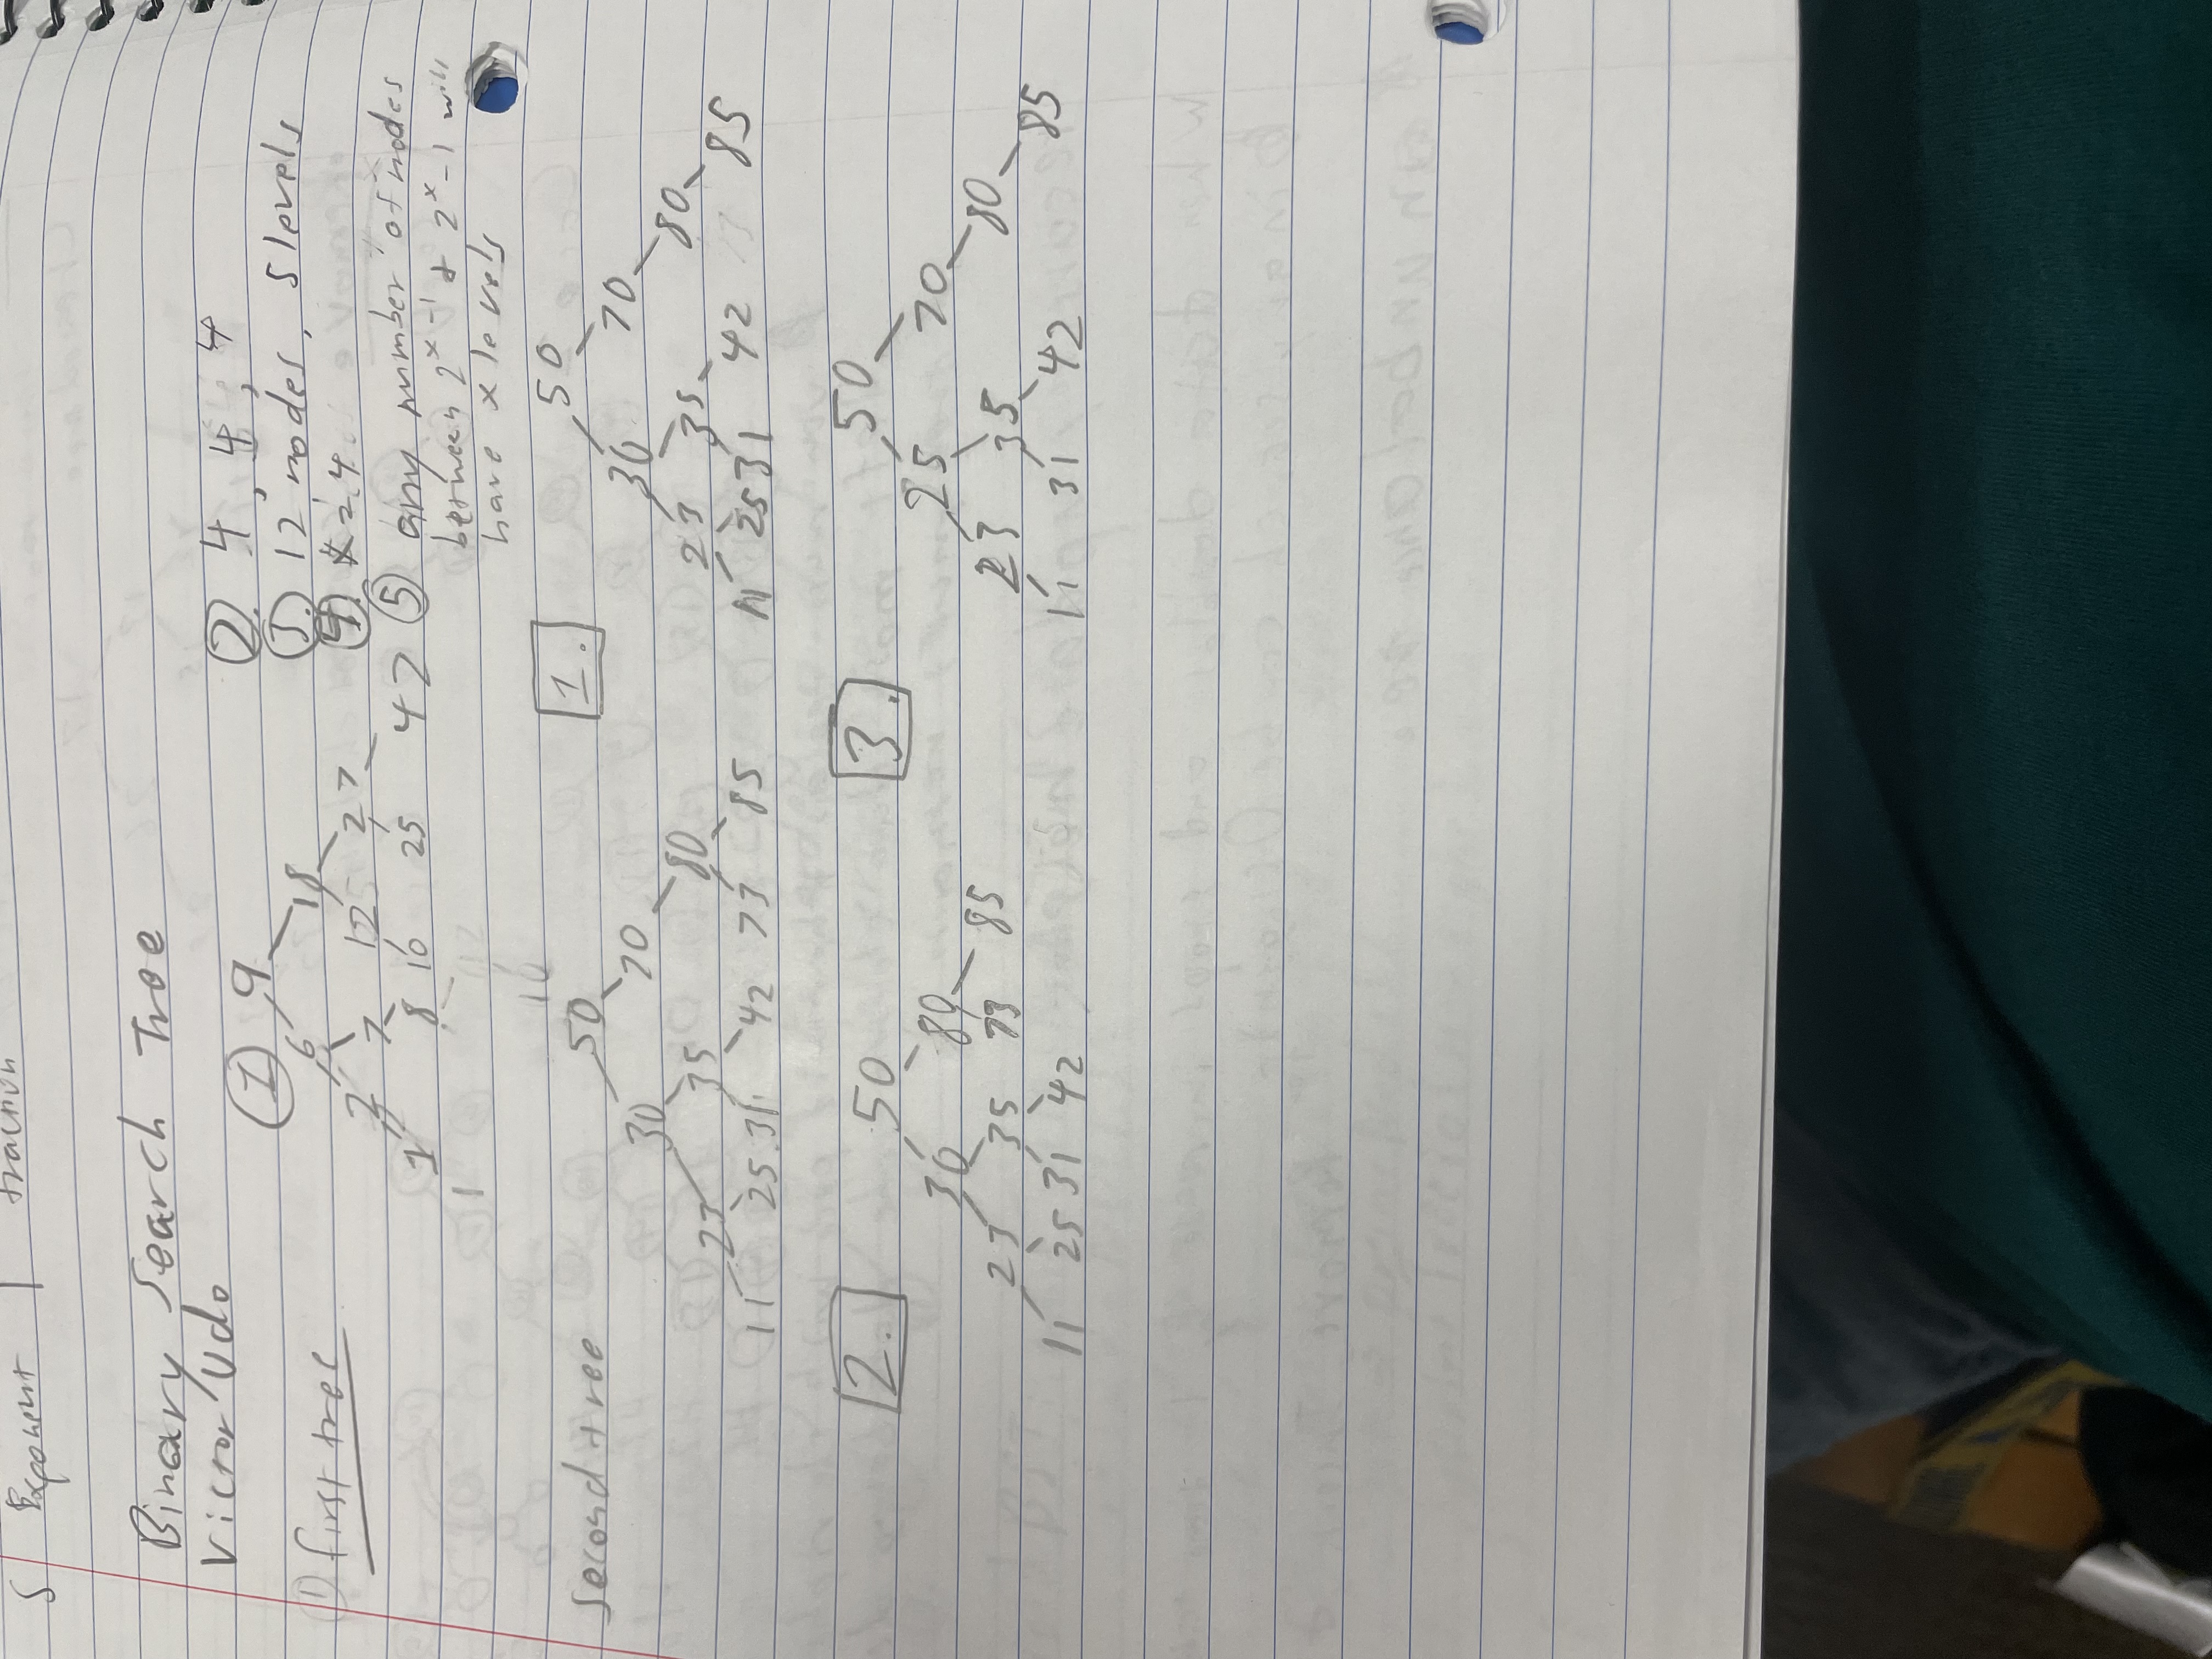 S Exponent fraction
Binary Search Tree
Victor Udo
① first tree
① 9
6 18
2 7 12 27
1 8 10 25 42
1
10
②. 4, 4, 4
③. 12 nodes, 5 levels
④. x = 4
⑤ any number of nodes
between 2^x-1 & 2^x-1 will
have x levels
Second tree
50
30 70
23 35 80
11 25 31 42 73 85
1.
50
30 70
23 35 80
11 25 31 42 85
2.
50
30 80
23 35 73 85
11 25 31 42
3.
50
25 70
23 35 80
11 31 42 85